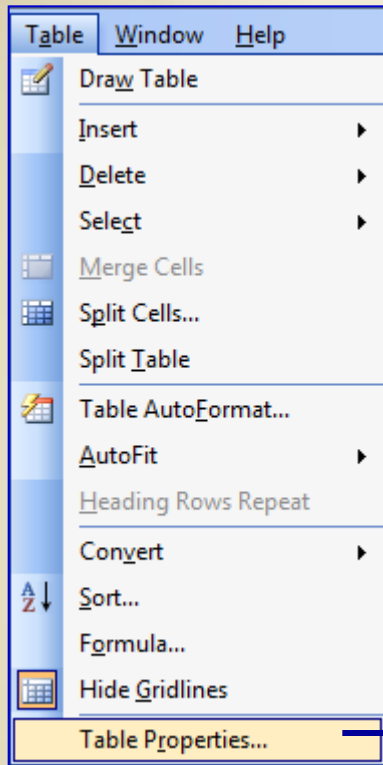 Table Window Help
Draw Table
Insert
Delete
Select
Merge Cells
Split Cells...
Split Table
Table AutoFormat...
AutoFit
Heading Rows Repeat
Convert
A
Z Sort...
Formula...
Hide Gridlines
Table Properties...